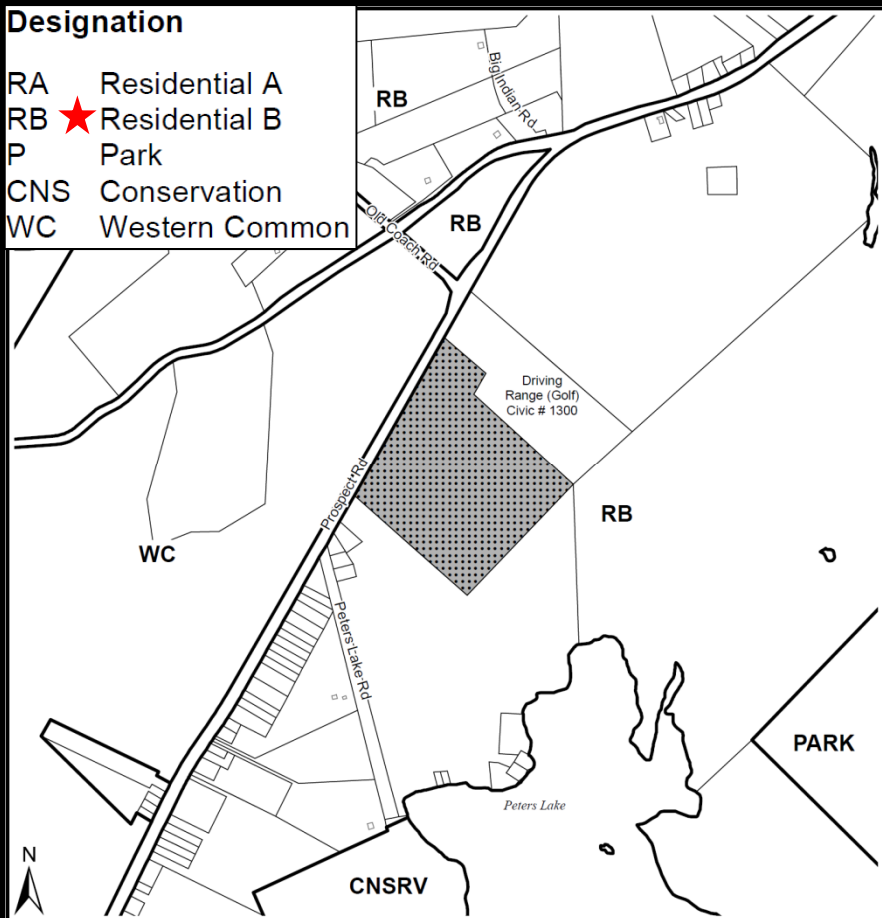 Designation
RA Residential A
RB Residential B
P Park
CNS Conservation
WC Western Common
RB
Big Indian Rd
RB
Old Coach Rd
Driving
Range (Golf)
Civic # 1300
Prospect Rd
RB
WC
Peters Lake Rd
PARK
Peters Lake
N
CNSRV